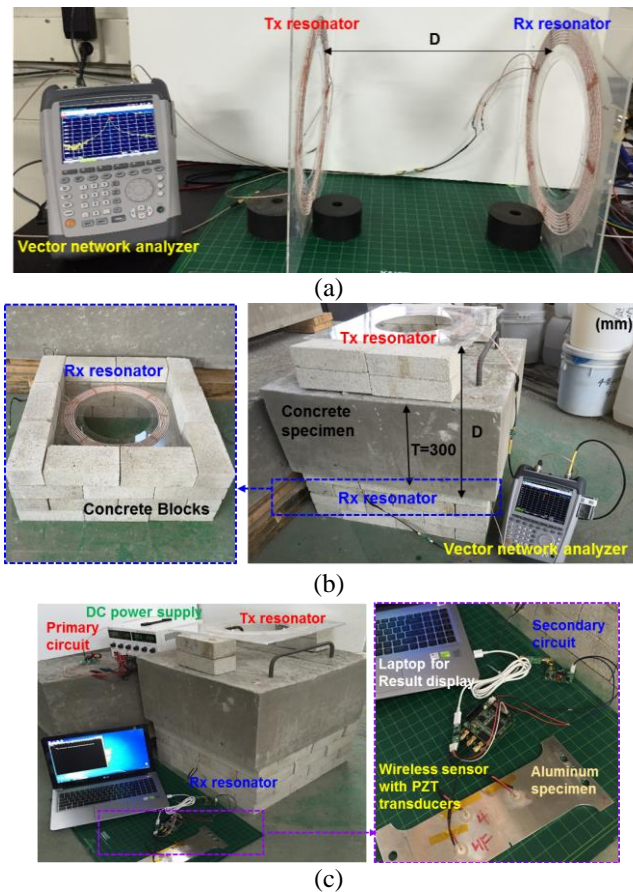 Tx resonator
Rx resonator
D
Vector network analyzer
(a)
Rx resonator
Concrete Blocks
(mm)
Tx resonator
Concrete
specimen
T=300
D
Rx resonator
Vector network analyzer
(b)
DC power supply
Primary
circuit
Tx resonator
Rx resonator
Secondary
circuit
Laptop for
Result display
Wireless sensor
with PZT
transducers
Aluminum
specimen
4
HF
(c)